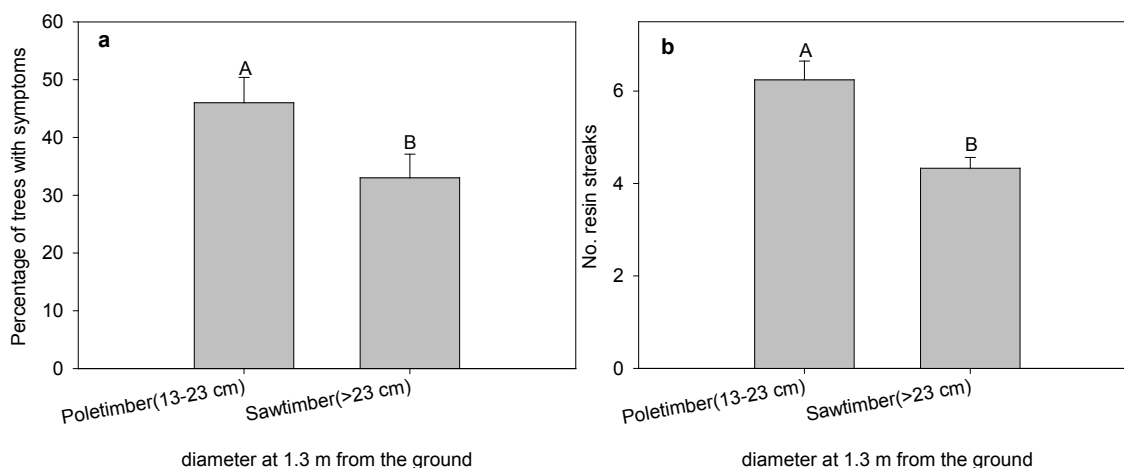 a
Percentage of trees with symptoms
60
50
40
30
20
10
0
A
B
Poletimber(13-23 cm)
Sawtimber(>23 cm)
diameter at 1.3 m from the ground
b
No. resin streaks
6
4
2
0
A
B
Poletimber(13-23 cm)
Sawtimber(>23 cm)
diameter at 1.3 m from the ground